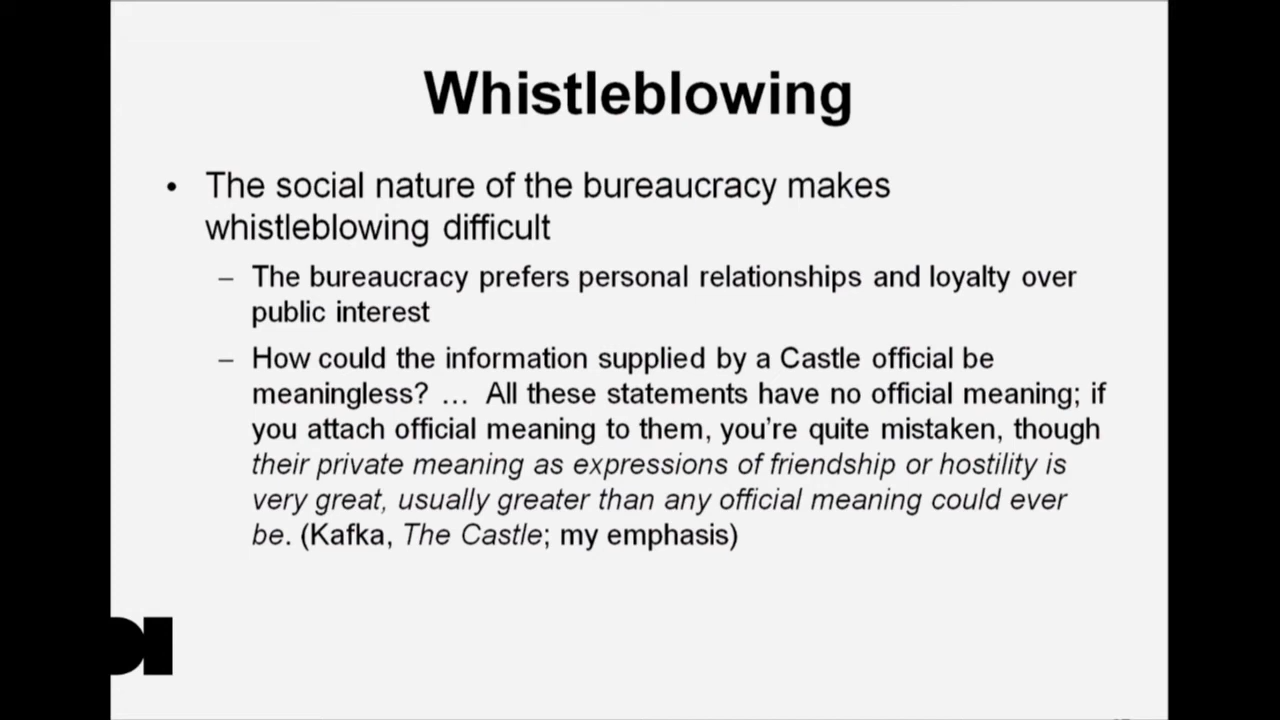 Whistleblowing
• The social nature of the bureaucracy makes
whistleblowing difficult
– The bureaucracy prefers personal relationships and loyalty over
public interest
– How could the information supplied by a Castle official be
meaningless? … All these statements have no official meaning; if
you attach official meaning to them, you're quite mistaken, though
their private meaning as expressions of friendship or hostility is
very great, usually greater than any official meaning could ever
be. (Kafka, The Castle; my emphasis)